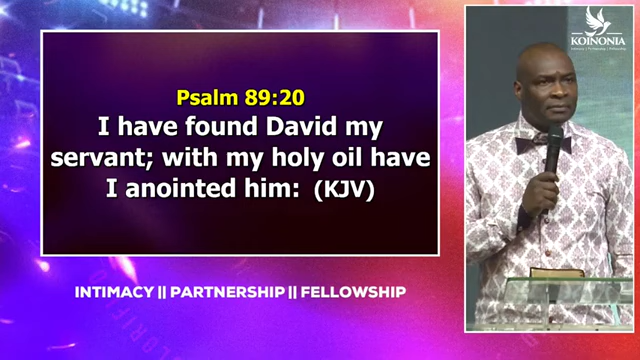 Psalm 89:20
I have found David my
servant; with my holy oil have
I anointed him: (KJV)
INTIMACY || PARTNERSHIP || FELLOWSHIP
KOINONIA